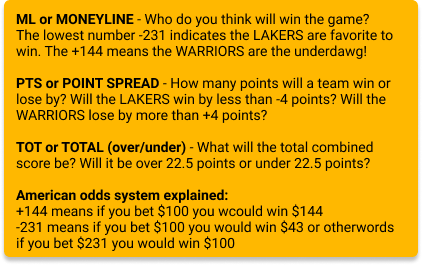 ML or MONEYLINE - Who do you think will win the game?
The lowest number -231 indicates the LAKERS are favorite to
win. The +144 means the WARRIORS are the underdawg!
PTS or POINT SPREAD - How many points will a team win or
lose by? Will the LAKERS win by less than -4 points? Will the
WARRIORS lose by more than +4 points?
TOT or TOTAL (over/under) - What will the total combined
score be? Will it be over 22.5 points or under 22.5 points?
American odds system explained:
+144 means if you bet $100 you wcould win $144
-231 means if you bet $100 you would win $43 or otherwords
if you bet $231 you would win $100